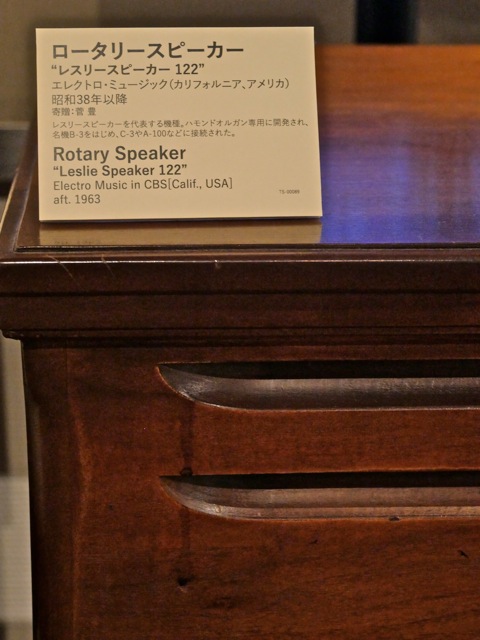 ロータリースピーカー
“レスリースピーカー 122”
エレクトロ・ミュージック（カリフォルニア、アメリカ）
昭和38年以降
寄贈：菅 豊
レスリースピーカーを代表する機種。ハモンドオルガン専用に開発され、
名機B-3をはじめ、C-3やA-100などに接続された。
Rotary Speaker
“Leslie Speaker 122”
Electro Music in CBS[Calif., USA]
aft. 1963